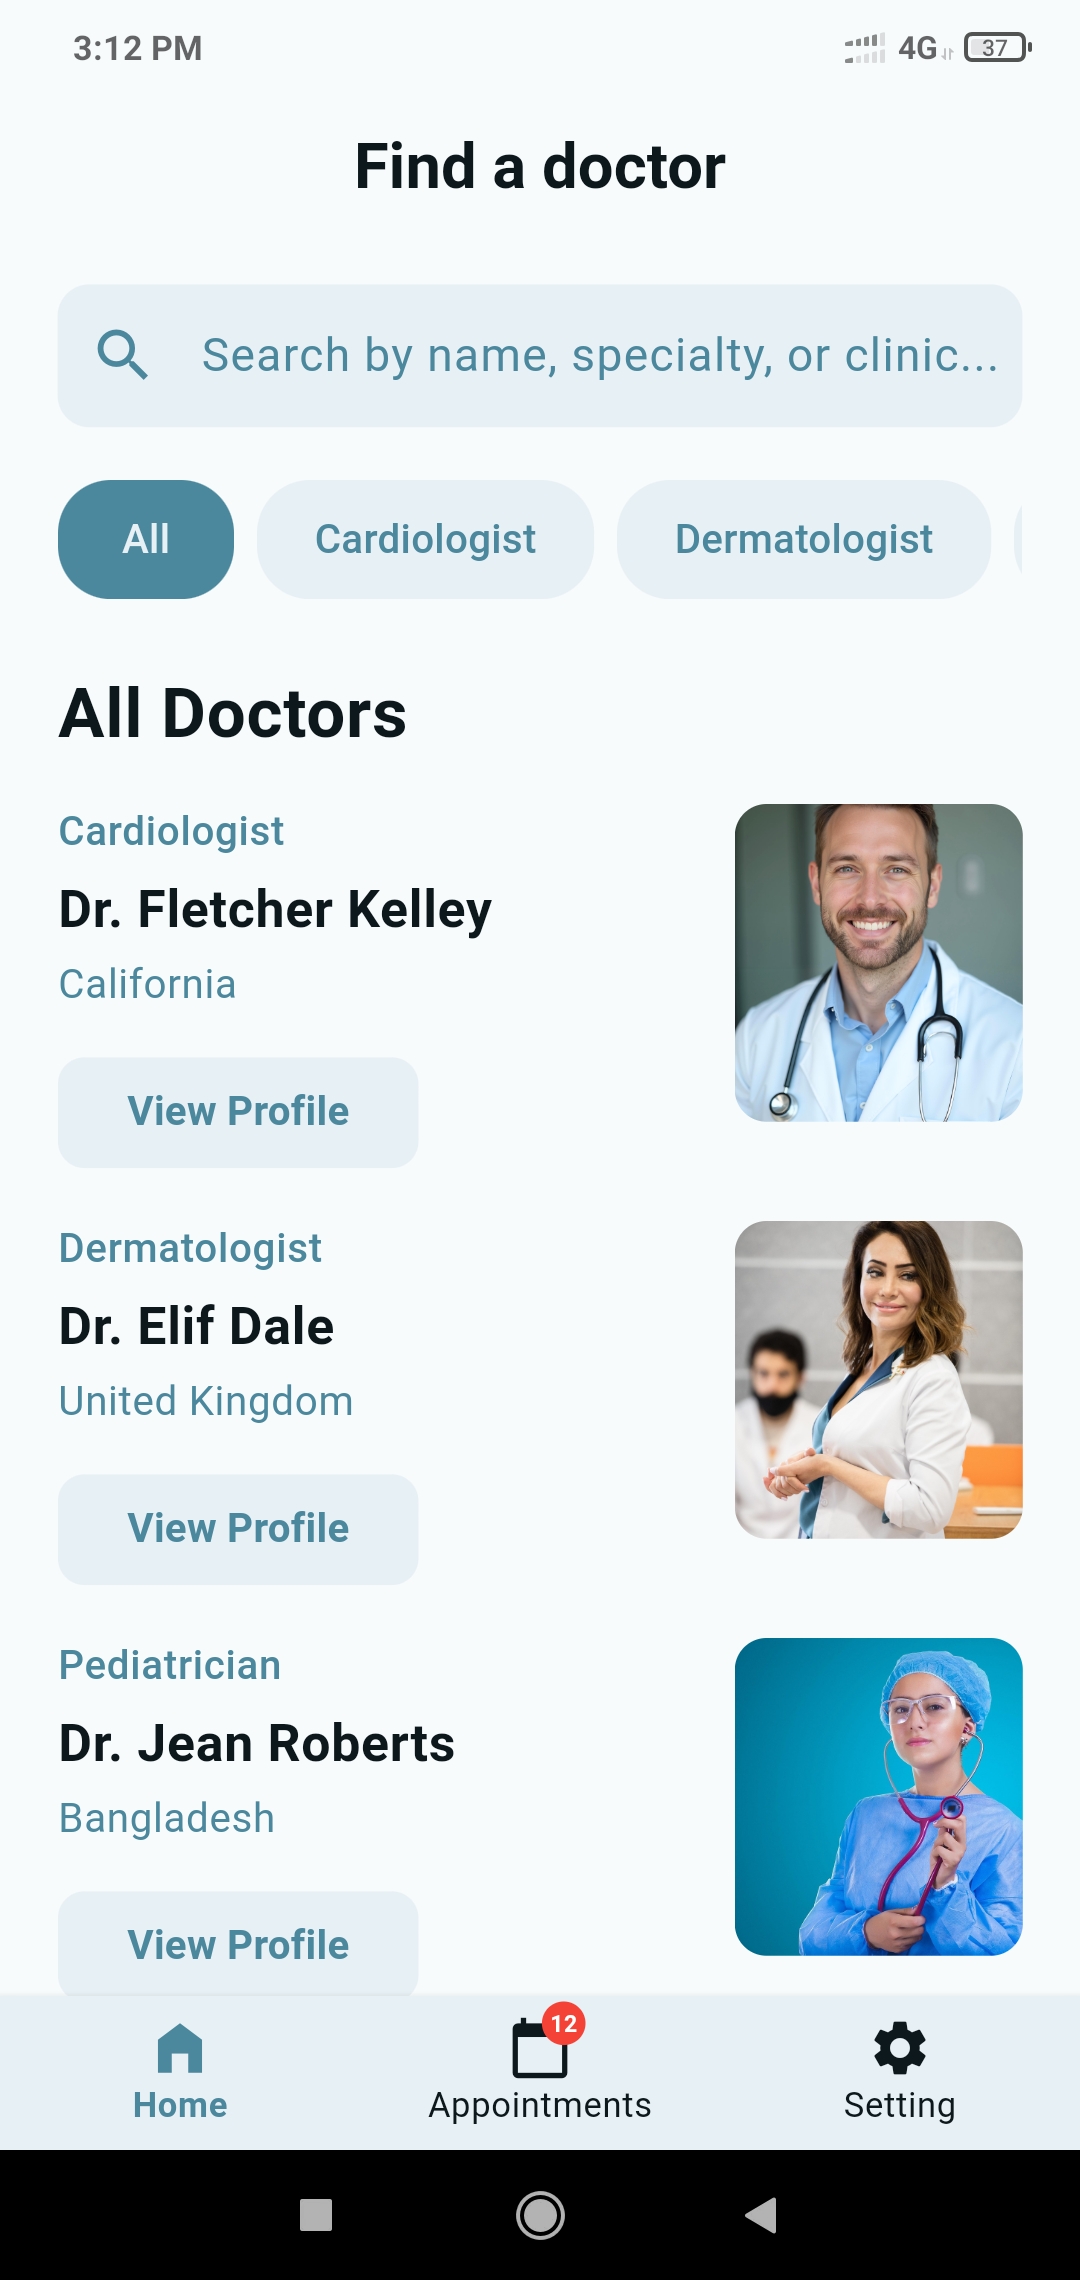 3:12 PM
4G
37
Find a doctor
Search by name, specialty, or clinic...
All
Cardiologist
Dermatologist
All Doctors
Cardiologist
Dr. Fletcher Kelley
California
View Profile
Dermatologist
Dr. Elif Dale
United Kingdom
View Profile
Pediatrician
Dr. Jean Roberts
Bangladesh
View Profile
12
Home
Appointments
Setting